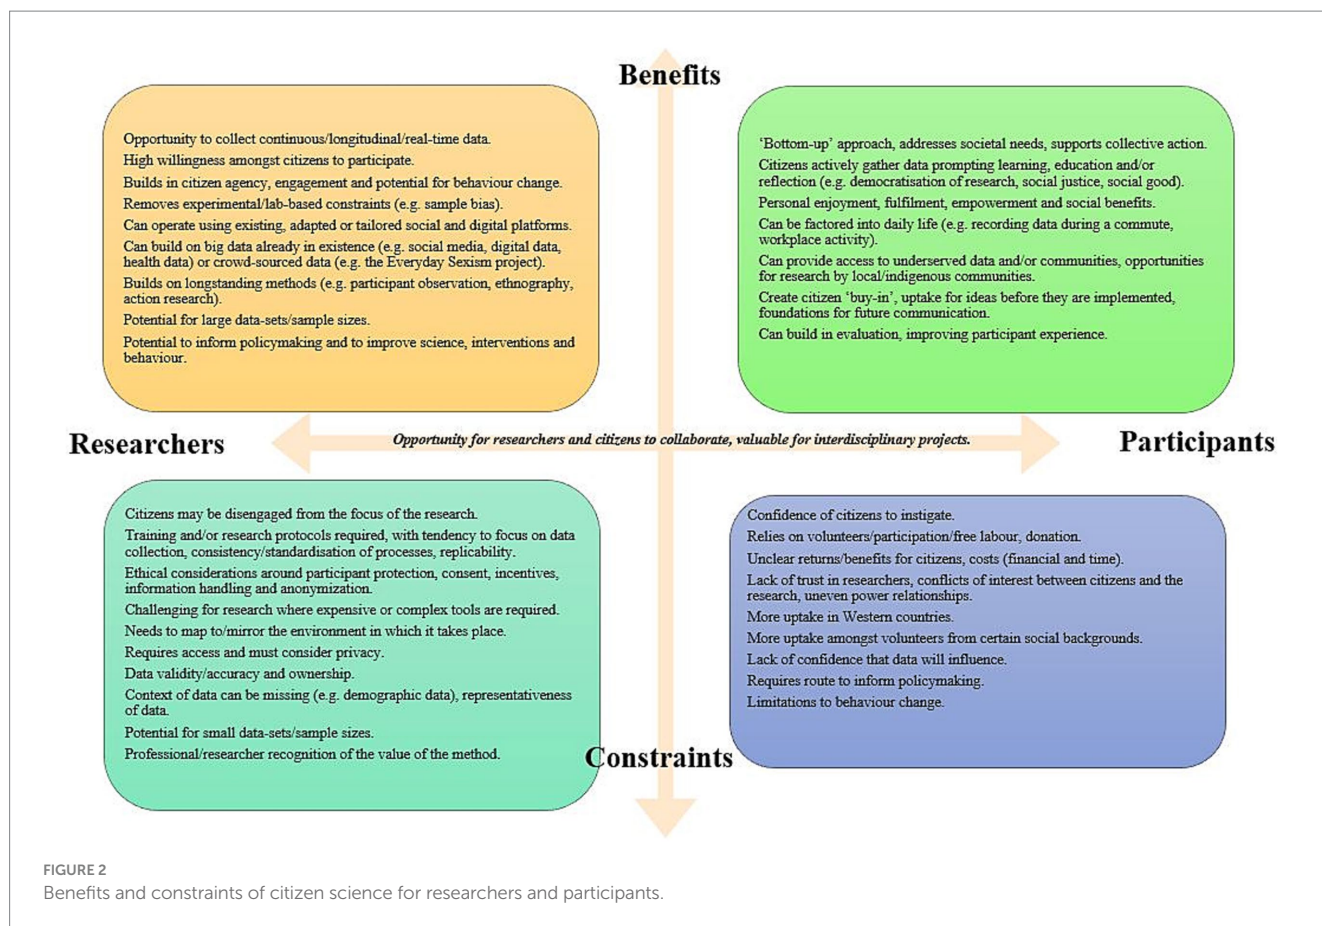 Benefits
Opportunity to collect continuous/longitudinal/real-time data.
High willingness amongst citizens to participate.
Builds in citizen agency, engagement and potential for behaviour change.
Removes experimental/lab-based constraints (e.g. sample bias).
Can operate using existing, adapted or tailored social and digital platforms.
Can build on big data already in existence (e.g. social media, digital data,
health data) or crowd-sourced data (e.g. the Everyday Sexism project).
Builds on longstanding methods (e.g. participant observation, ethnography,
action research).
Potential for large data-sets/sample sizes.
Potential to inform policymaking and to improve science, interventions and
behaviour.
‘Bottom-up’ approach, addresses societal needs, supports collective action.
Citizens actively gather data prompting learning, education and/or
reflection (e.g. democratisation of research, social justice, social good).
Personal enjoyment, fulfilment, empowerment and social benefits.
Can be factored into daily life (e.g. recording data during a commute,
workplace activity).
Can provide access to underserved data and/or communities, opportunities
for research by local/indigenous communities.
Create citizen ‘buy-in’, uptake for ideas before they are implemented,
foundations for future communication.
Can build in evaluation, improving participant experience.
Researchers
Opportunity for researchers and citizens to collaborate, valuable for interdisciplinary projects.
Participants
Citizens may be disengaged from the focus of the research.
Training and/or research protocols required, with tendency to focus on data
collection, consistency/standardisation of processes, replicability.
Ethical considerations around participant protection, consent, incentives,
information handling and anonymization.
Challenging for research where expensive or complex tools are required.
Needs to map to/mirror the environment in which it takes place.
Requires access and must consider privacy.
Data validity/accuracy and ownership.
Context of data can be missing (e.g. demographic data), representativeness
of data.
Potential for small data-sets/sample sizes.
Professional/researcher recognition of the value of the method.
Confidence of citizens to instigate.
Relies on volunteers/participation/free labour, donation.
Unclear returns/benefits for citizens, costs (financial and time).
Lack of trust in researchers, conflicts of interest between citizens and the
research, uneven power relationships.
More uptake in Western countries.
More uptake amongst volunteers from certain social backgrounds.
Lack of confidence that data will influence.
Requires route to inform policymaking.
Limitations to behaviour change.
Constraints
FIGURE 2
Benefits and constraints of citizen science for researchers and participants.